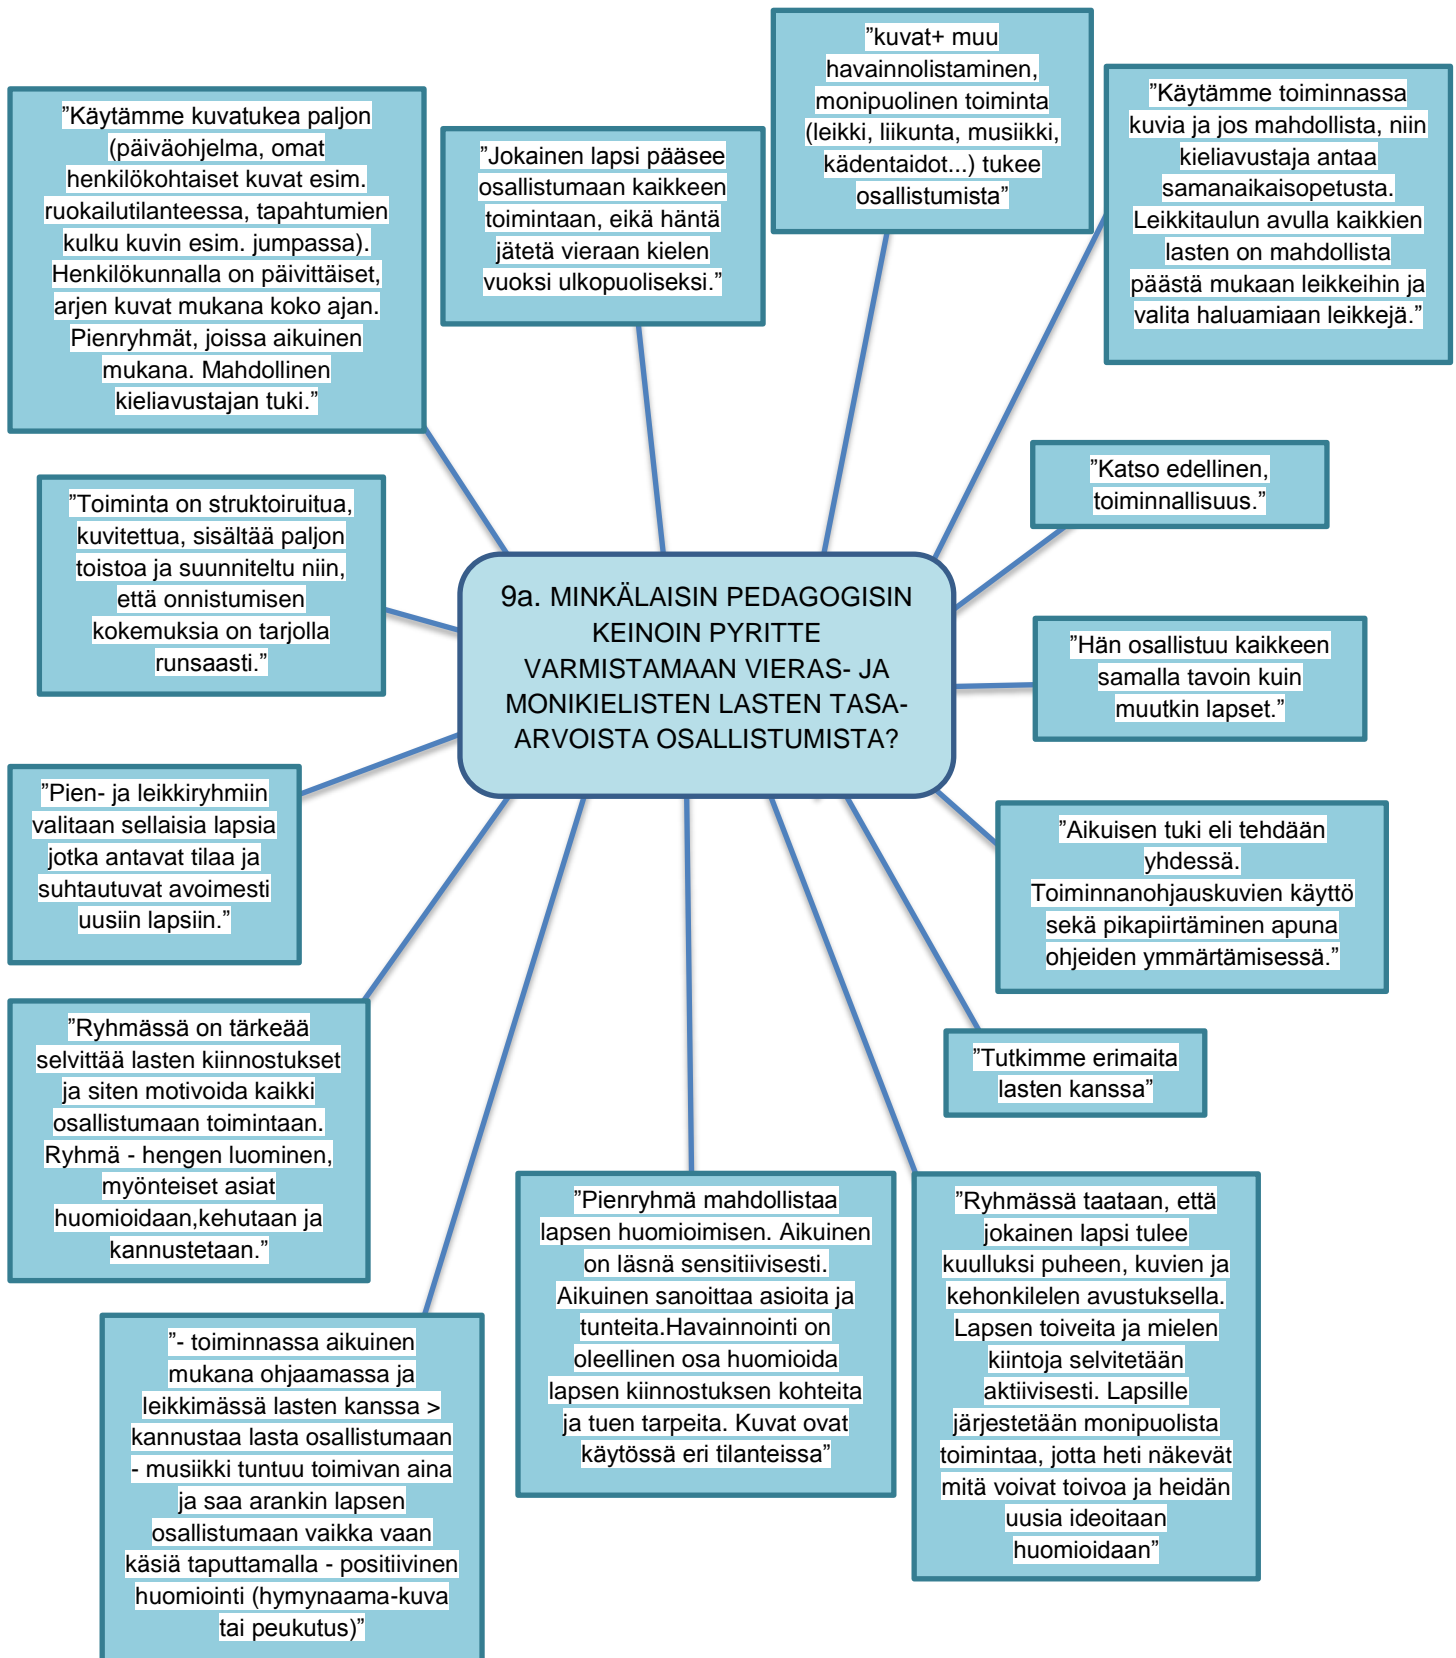 ”kuvat+ muu
havainnolistaminen,
monipuolinen toiminta
(leikki, liikunta, musiikki,
kädentaidot...) tukee
osallistumista”
”Käytämme kuvatukea paljon
(päiväohjelma, omat
henkilökohtaiset kuvat esim.
ruokailutilanteessa, tapahtumien
kulku kuvin esim. jumpassa).
Henkilökunnalla on päivittäiset,
arjen kuvat mukana koko ajan.
Pienryhmät, joissa aikuinen
mukana. Mahdollinen
kieliavustajan tuki.”
”Jokainen lapsi pääsee
osallistumaan kaikkeen
toimintaan, eikä häntä
jätetä vieraan kielen
vuoksi ulkopuoliseksi.”
”Käytämme toiminnassa
kuvia ja jos mahdollista, niin
kieliavustaja antaa
samanaikaisopetusta.
Leikkitaulun avulla kaikkien
lasten on mahdollista
päästä mukaan leikkeihin ja
valita haluamiaan leikkejä.”
”Katso edellinen,
toiminnallisuus.”
”Toiminta on struktoiruitua,
kuvitettua, sisältää paljon
toistoa ja suunniteltu niin,
että onnistumisen
kokemuksia on tarjolla
runsaasti.”
9a. MINKÄLAISIN PEDAGOGISIN
KEINOIN PYRITTE
VARMISTAMAAN VIERAS- JA
MONIKIELISTEN LASTEN TASA-
ARVOISTA OSALLISTUMISTA?
”Hän osallistuu kaikkeen
samalla tavoin kuin
muutkin lapset.”
”Pien- ja leikkiryhmiin
valitaan sellaisia lapsia
jotka antavat tilaa ja
suhtautuvat avoimesti
uusiin lapsiin.”
”Aikuisen tuki eli tehdään
yhdessä.
Toiminnanohjauskuvien käyttö
sekä pikapiirtäminen apuna
ohjeiden ymmärtämisessä.”
”Ryhmässä on tärkeää
selvittää lasten kiinnostukset
ja siten motivoida kaikki
osallistumaan toimintaan.
Ryhmä - hengen luominen,
myönteiset asiat
huomioidaan,kehutaan ja
kannustetaan.”
”Tutkimme erimaita
lasten kanssa”
”Pienryhmä mahdollistaa
lapsen huomioimisen. Aikuinen
on läsnä sensitiivisesti.
Aikuinen sanoittaa asioita ja
tunteita.Havainnointi on
oleellinen osa huomioida
lapsen kiinnostuksen kohteita
ja tuen tarpeita. Kuvat ovat
käytössä eri tilanteissa”
”Ryhmässä taataan, että
jokainen lapsi tulee
kuulluksi puheen, kuvien ja
kehonkilelen avustuksella.
Lapsen toiveita ja mielen
kiintoja selvitetään
aktiivisesti. Lapsille
järjestetään monipuolista
toimintaa, jotta heti näkevät
mitä voivat toivoa ja heidän
uusia ideoitaan
huomioidaan”
”- toiminnassa aikuinen
mukana ohjaamassa ja
leikkimässä lasten kanssa >
kannustaa lasta osallistumaan
- musiikki tuntuu toimivan aina
ja saa arankin lapsen
osallistumaan vaikka vaan
käsiä taputtamalla - positiivinen
huomiointi (hymynaama-kuva
tai peukutus)”